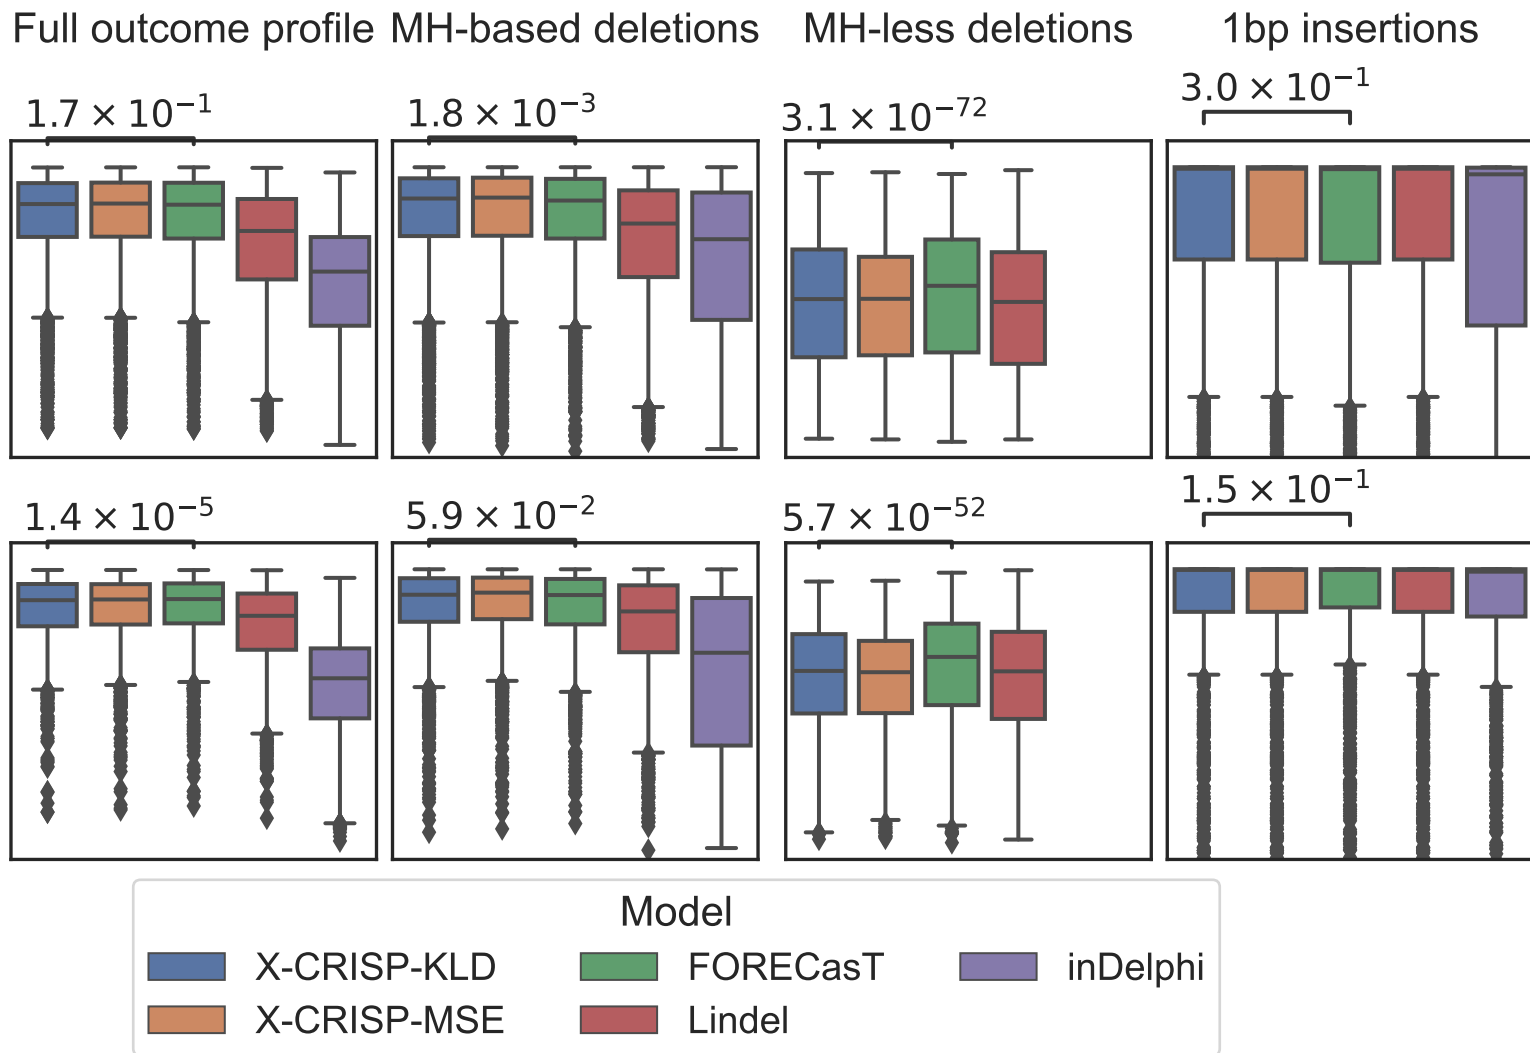 Full outcome profile MH-based deletions MH-less deletions 1bp insertions
1.7 × 10⁻¹ 1.8 × 10⁻³ 3.1 × 10⁻⁷² 3.0 × 10⁻¹
1.4 × 10⁻⁵ 5.9 × 10⁻² 5.7 × 10⁻⁵² 1.5 × 10⁻¹
Model
X-CRISP-KLD FORECasT inDelphi
X-CRISP-MSE Lindel